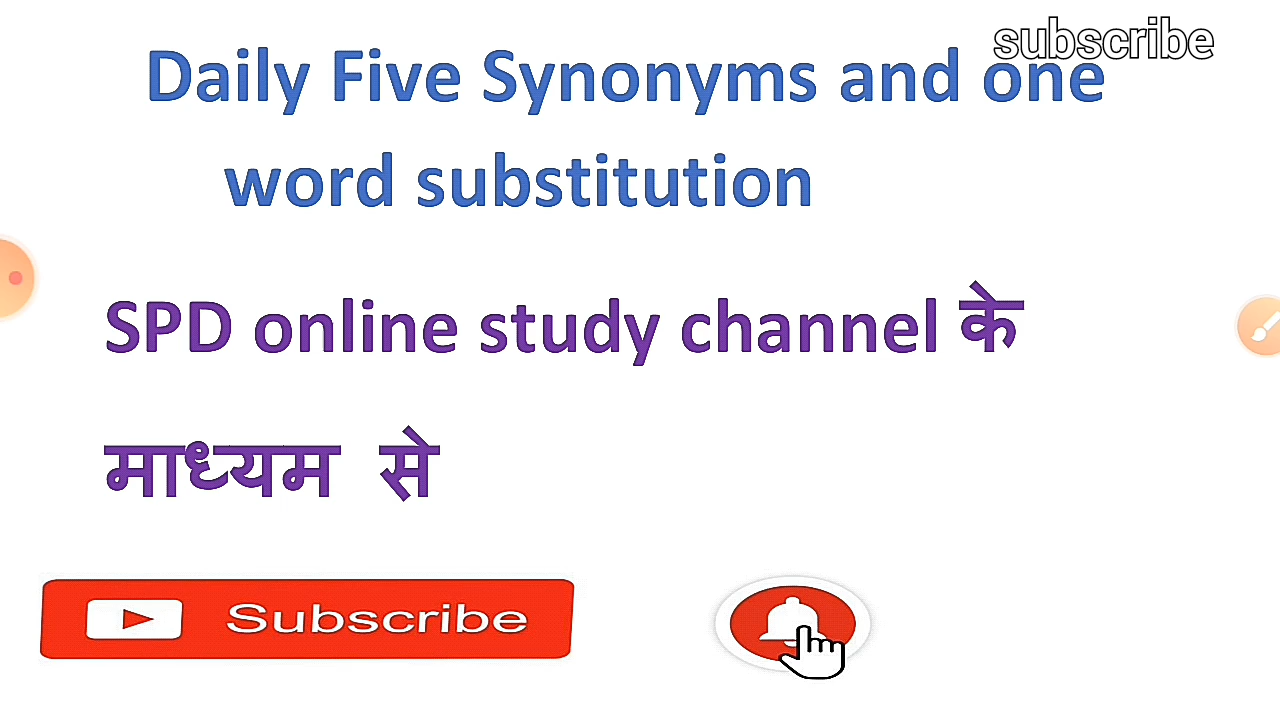 subscribe
Daily Five Synonyms and one
word substitution
SPD online study channel के
माध्यम से
Subscribe